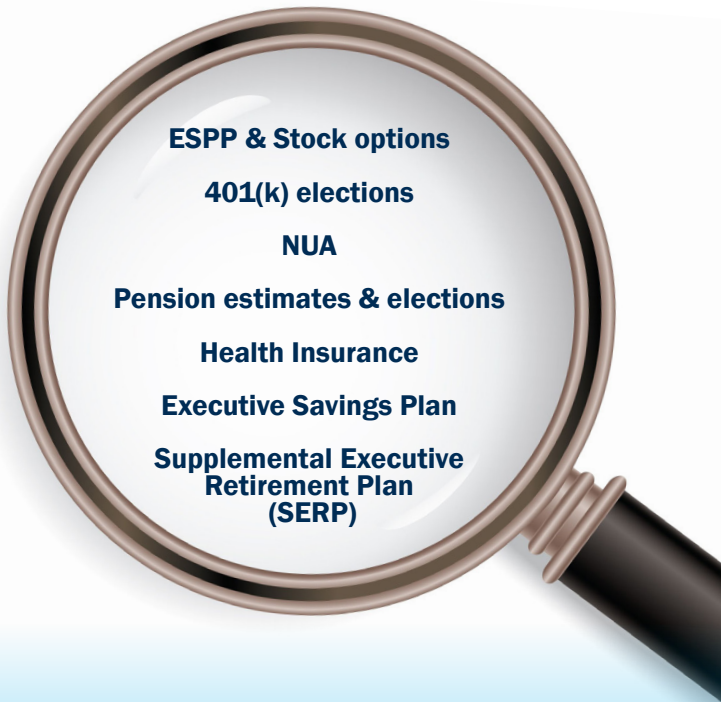 ESPP & Stock options
401(k) elections
NUA
Pension estimates & elections
Health Insurance
Executive Savings Plan
Supplemental Executive
Retirement Plan
(SERP)